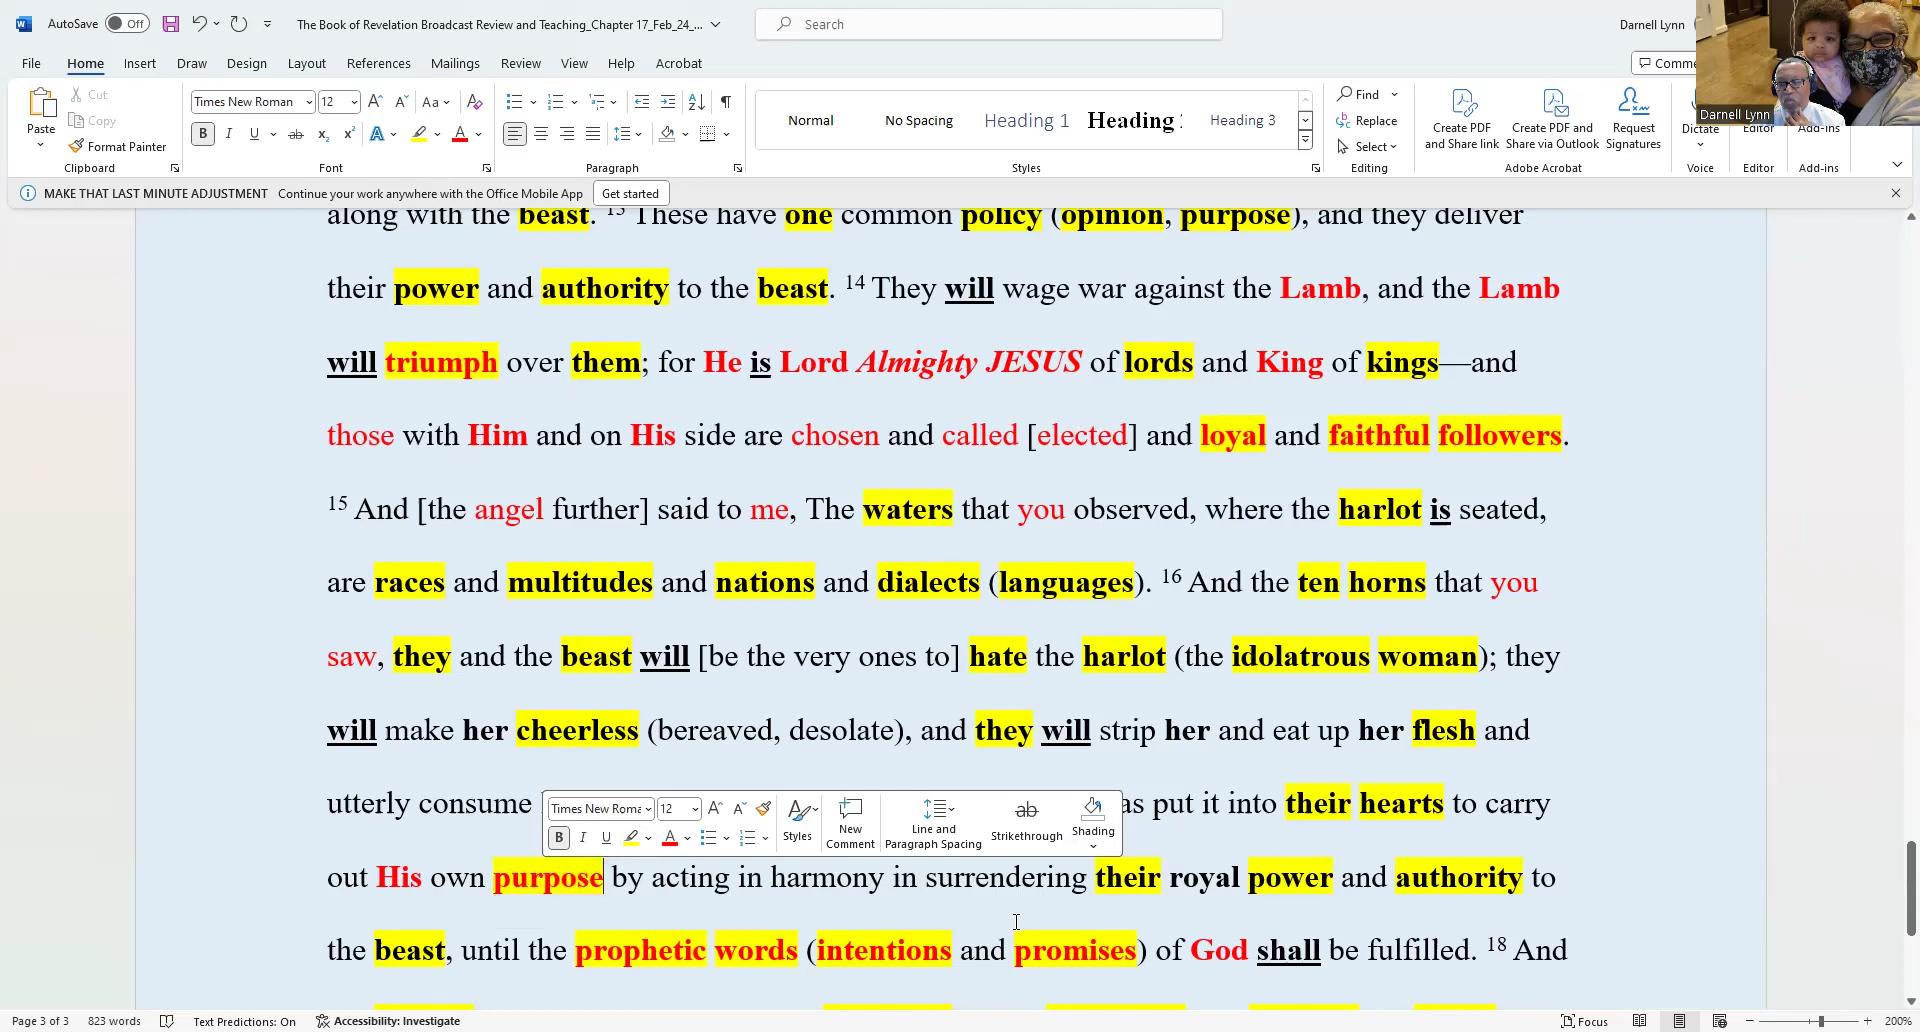 AutoSave Off The Book of Revelation Broadcast Review and Teaching_Chapter 17_Feb_24_... Search Darnell Lynn
File Home Insert Draw Design Layout References Mailings Review View Help Acrobat Comme
Paste Cut Copy Format Painter
Times New Roman 12
Normal No Spacing Heading 1 Heading 2 Heading 3
Find Replace Select
Create PDF and Share link Create PDF and Share via Outlook Request Signatures Dictate Editor Add-ins
Darnell Lynn
Clipboard Font Paragraph Styles Editing Adobe Acrobat Voice Editor Add-ins
MAKE THAT LAST MINUTE ADJUSTMENT Continue your work anywhere with the Office Mobile App Get started
along with the beast. 13 These have one common policy (opinion, purpose), and they deliver
their power and authority to the beast. 14 They will wage war against the Lamb, and the Lamb
will triumph over them; for He is Lord Almighty JESUS of lords and King of kings—and
those with Him and on His side are chosen and called [elected] and loyal and faithful followers.
15 And [the angel further] said to me, The waters that you observed, where the harlot is seated,
are races and multitudes and nations and dialects (languages). 16 And the ten horns that you
saw, they and the beast will [be the very ones to] hate the harlot (the idolatrous woman); they
will make her cheerless (bereaved, desolate), and they will strip her and eat up her flesh and
utterly consume as put it into their hearts to carry
Times New Roma 12 Styles New Comment Line and Paragraph Spacing Strikethrough Shading
out His own purpose by acting in harmony in surrendering their royal power and authority to
the beast, until the prophetic words (intentions and promises) of God shall be fulfilled. 18 And
Page 3 of 3 823 words Text Predictions: On Accessibility: Investigate Focus 200%